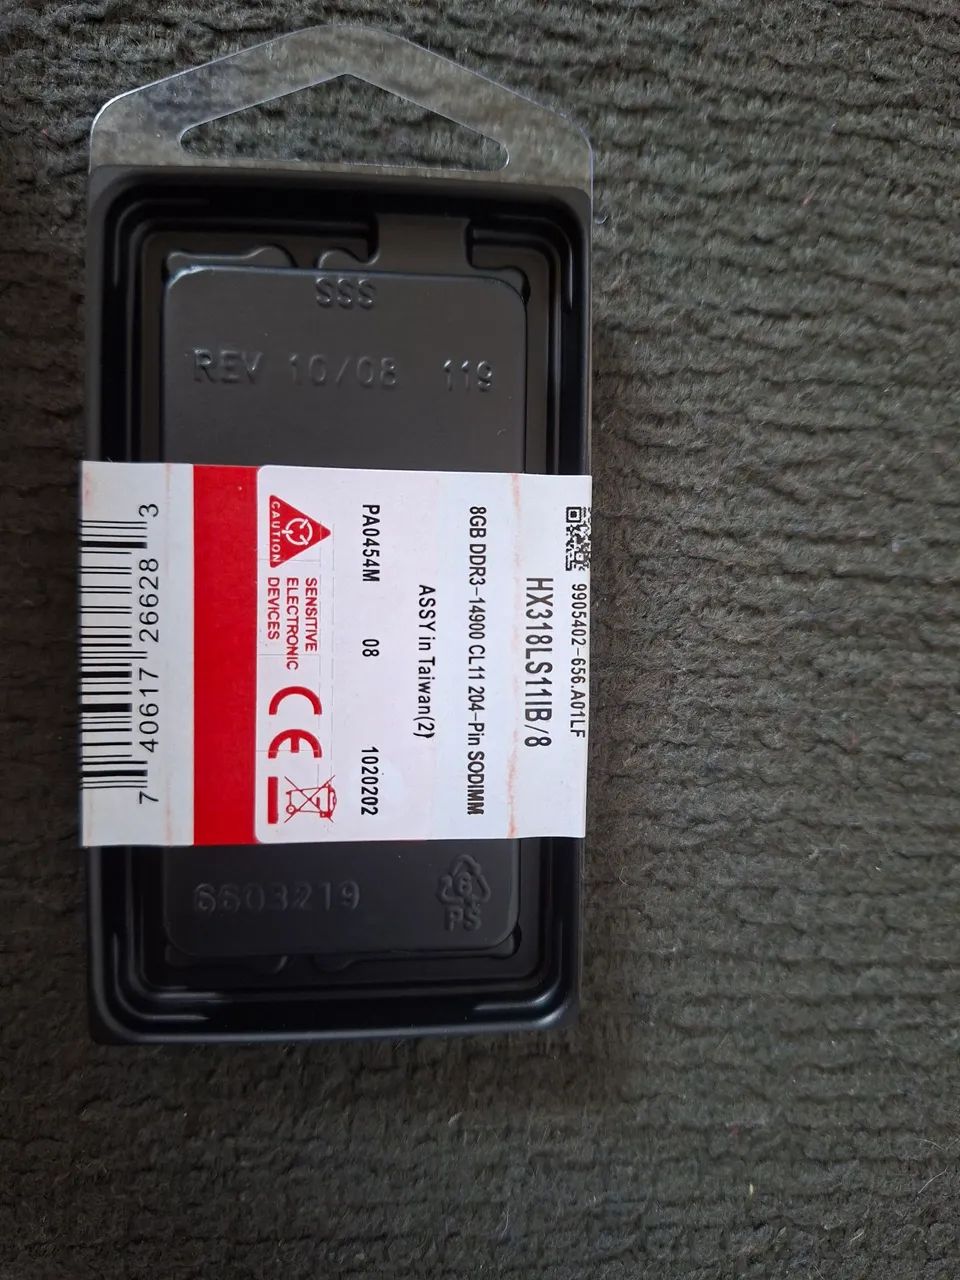 SSS
REV 10/08 119
9905402-656.A01LF
HX318LS11IB/8
8GB DDR3-14900 CL11 204-Pin SODIMM
ASSY in Taiwan(2)
PA0454M 08 1020202
CAUTION
SENSITIVE
ELECTRONIC
DEVICES
CE
7 40617 26628 3
6603219
6
PS